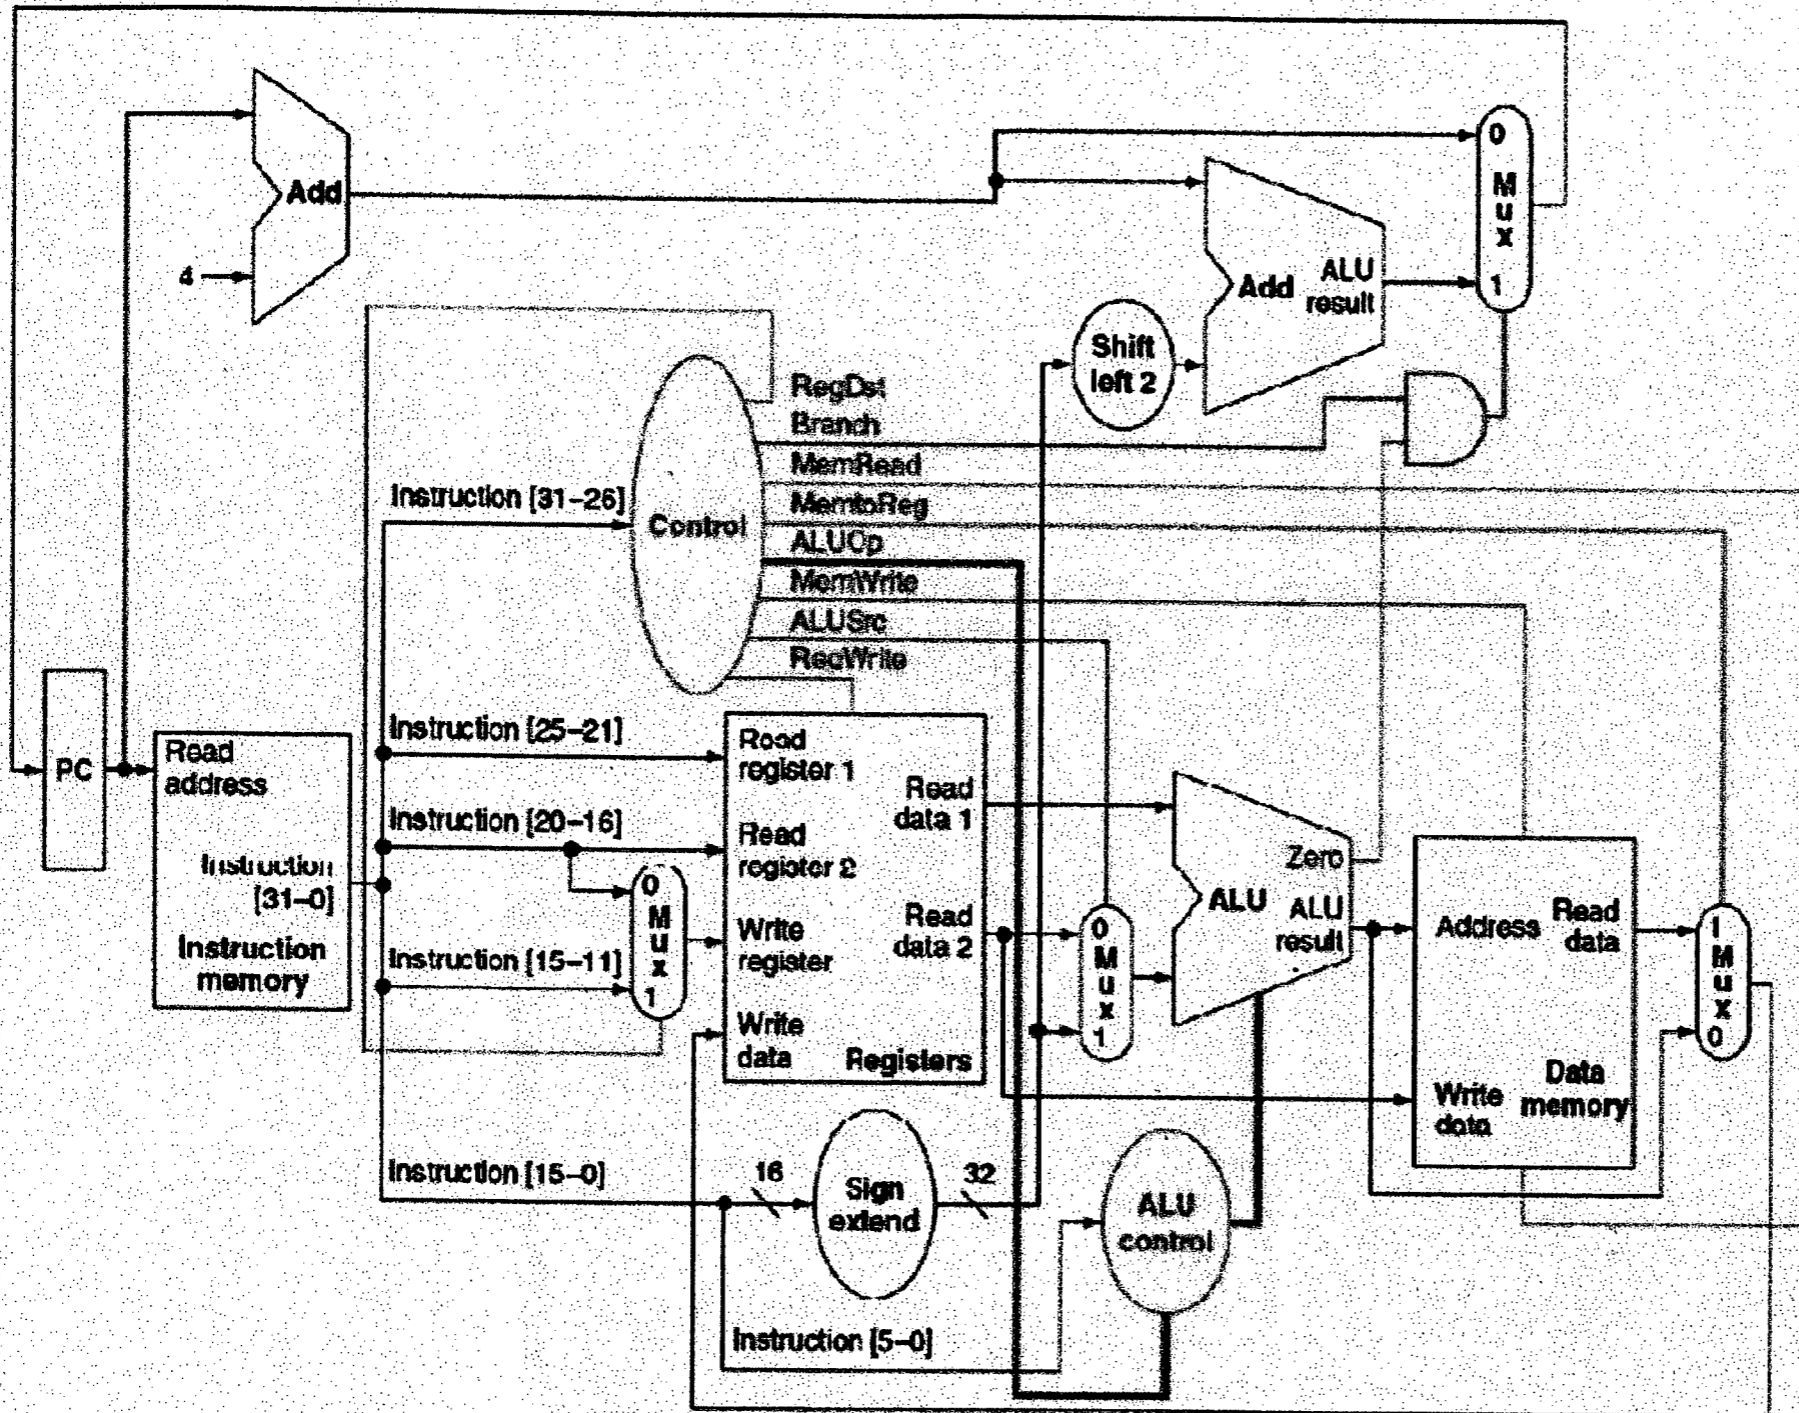 Add
4
0
M
u
x
1
Add
ALU
result
Shift
left 2
RegDst
Branch
MemRead
MemtoReg
ALUOp
MemWrite
ALUSrc
RegWrite
Instruction [31–26]
Control
PC
Read
address
Instruction
[31–0]
Instruction
memory
Instruction [25–21]
Instruction [20–16]
Instruction [15–11]
0
M
u
x
1
Read
register 1
Read
register 2
Write
register
Write
data
Registers
Read
data 1
Read
data 2
0
M
u
x
1
Zero
ALU
ALU
result
Address
Read
data
Write
data
Data
memory
1
M
u
x
0
Instruction [15–0]
16
Sign
extend
32
ALU
control
Instruction [5–0]